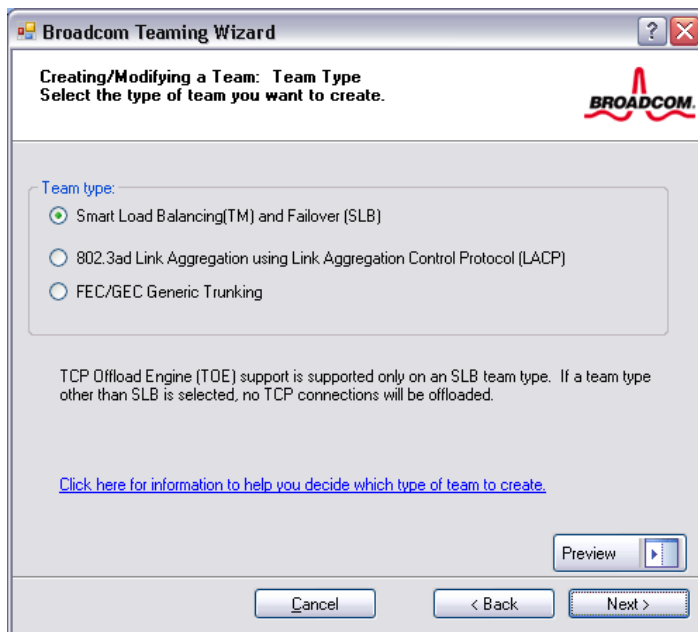 Broadcom Teaming Wizard
Creating/Modifying a Team: Team Type
Select the type of team you want to create.
BROADCOM.
Team type:
Smart Load Balancing(TM) and Failover (SLB)
802.3ad Link Aggregation using Link Aggregation Control Protocol (LACP)
FEC/GEC Generic Trunking
TCP Offload Engine (TOE) support is supported only on an SLB team type. If a team type
other than SLB is selected, no TCP connections will be offloaded.
Click here for information to help you decide which type of team to create.
Preview
Cancel
< Back
Next >